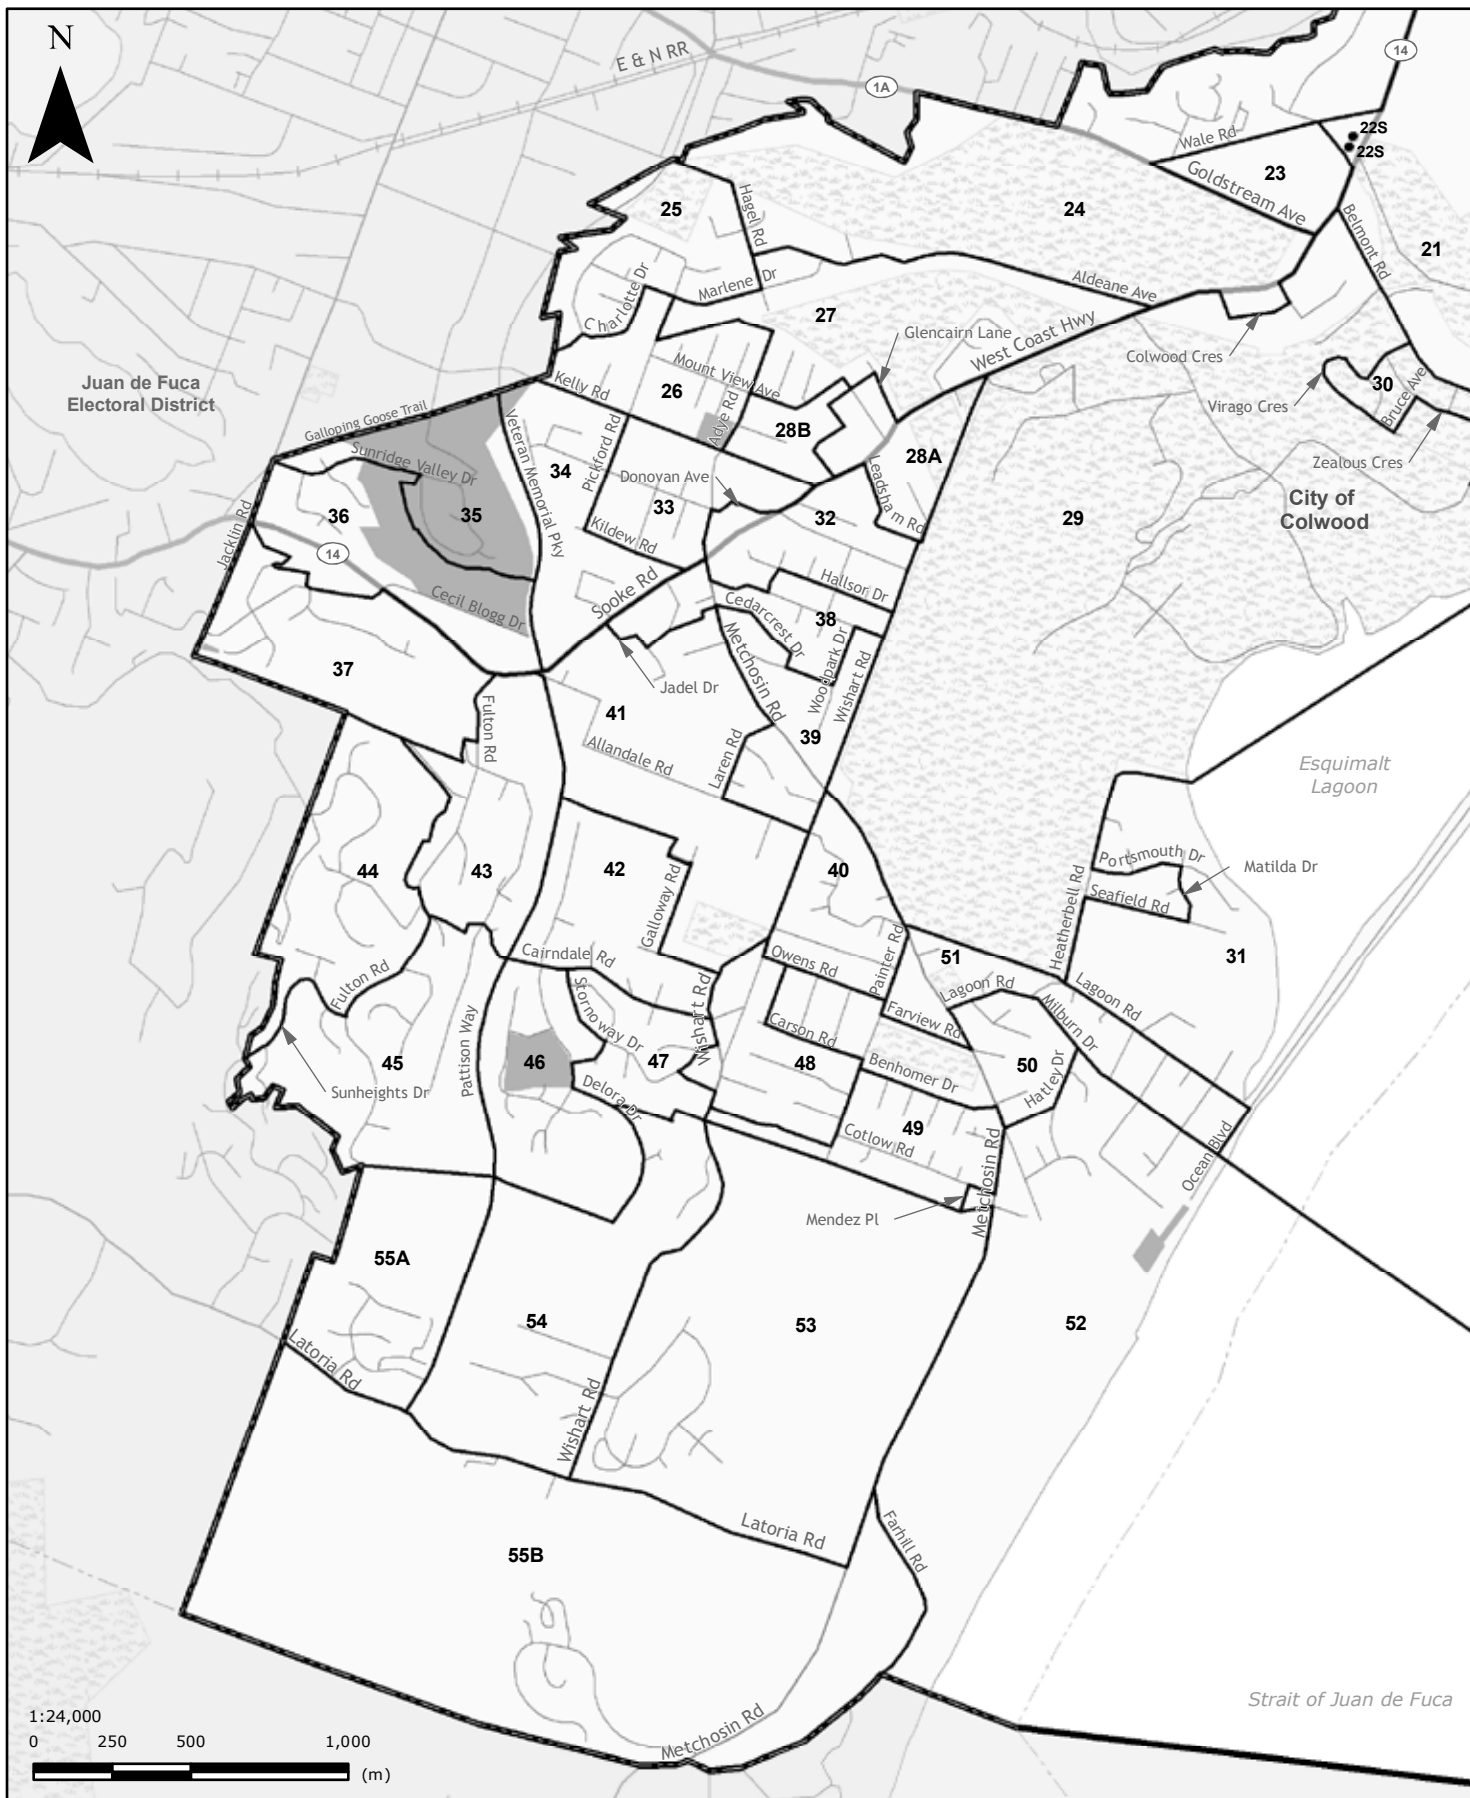 N
E & N RR
14
1A
Wale Rd
22S
22S
23
Goldstream Ave
25
24
Hagel Rd
Belmont Rd
21
Charlotte Dr
Marlene Dr
Aldeane Ave
27
Glencairn Lane
West Coast Hwy
Colwood Cres
Juan de Fuca
Electoral District
Kelly Rd
Mount View Ave
26
30
Virago Cres
Bruce Ave
Galloping Goose Trail
Veteran Memorial Pky
Pickford Rd
Adye Rd
28B
28A
Zealous Cres
Sunridge Valley Dr
34
Donovan Ave
Leadsham Rd
City of
Colwood
36
35
33
32
29
Jacklin Rd
14
Kildew Rd
Cecil Blogg Dr
Sooke Rd
Hallsor Dr
Cedarcrest Dr
38
Metchosin Rd
Woodpark Dr
Wishart Rd
37
Jadel Dr
Fulton Rd
41
39
Allandale Rd
Laren Rd
Esquimalt
Lagoon
44
43
42
40
Portsmouth Dr
Matilda Dr
Seafield Rd
Heatherbell Rd
Galloway Rd
Cairndale Rd
Owens Rd
Painter Rd
51
31
Fulton Rd
Stornoway Dr
Wishart Rd
Lagoon Rd
Lagoon Rd
Milburn Dr
Farview Rd
Pattison Way
Carson Rd
45
46
47
48
Benhomer Dr
50
Hatley Dr
Sunheights Dr
Delora Dr
49
Cotlow Rd
Metchosin Rd
Ocean Blvd
Mendez Pl
55A
54
53
52
Latoria Rd
Wishart Rd
Latoria Rd
Farhill Rd
55B
Metchosin Rd
Strait of Juan de Fuca
1:24,000
0 250 500 1,000
(m)